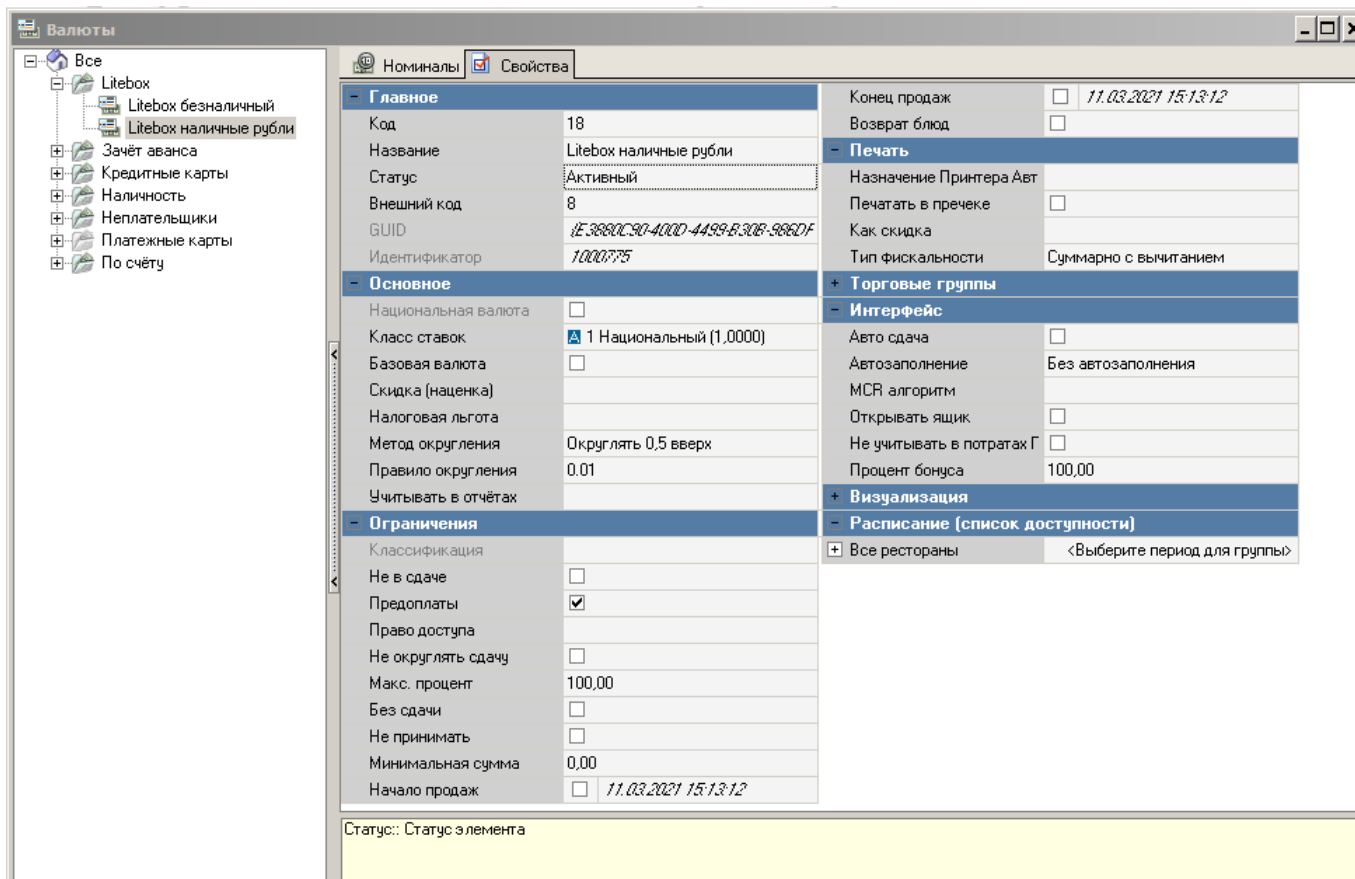 Валюты
Все
Litebox
Litebox безналичный
Litebox наличные рубли
Зачёт аванса
Кредитные карты
Наличность
Неплательщики
Платежные карты
По счёту
Номиналы Свойства
Главное
Код 18
Название Litebox наличные рубли
Статус Активный
Внешний код 8
GUID {E3880C90-400D-4499-B30B-986DF
Идентификатор 1000775
Основное
Национальная валюта
Класс ставок А 1 Национальный (1,0000)
Базовая валюта
Скидка (наценка)
Налоговая льгота
Метод округления Округлять 0,5 вверх
Правило округления 0.01
Учитывать в отчётах
Ограничения
Классификация
Не в сдаче
Предоплаты
Право доступа
Не округлять сдачу
Макс. процент 100,00
Без сдачи
Не принимать
Минимальная сумма 0,00
Начало продаж 11.03.2021 15:13:12
Конец продаж 11.03.2021 15:13:12
Возврат блюд
Печать
Назначение Принтера Авт
Печатать в пречеке
Как скидка
Тип фискальности Суммарно с вычитанием
Торговые группы
Интерфейс
Авто сдача
Автозаполнение Без автозаполнения
MCR алгоритм
Открывать ящик
Не учитывать в потратах Г
Процент бонуса 100,00
Визуализация
Расписание (список доступности)
Все рестораны <Выберите период для группы>
Статус:: Статус элемента